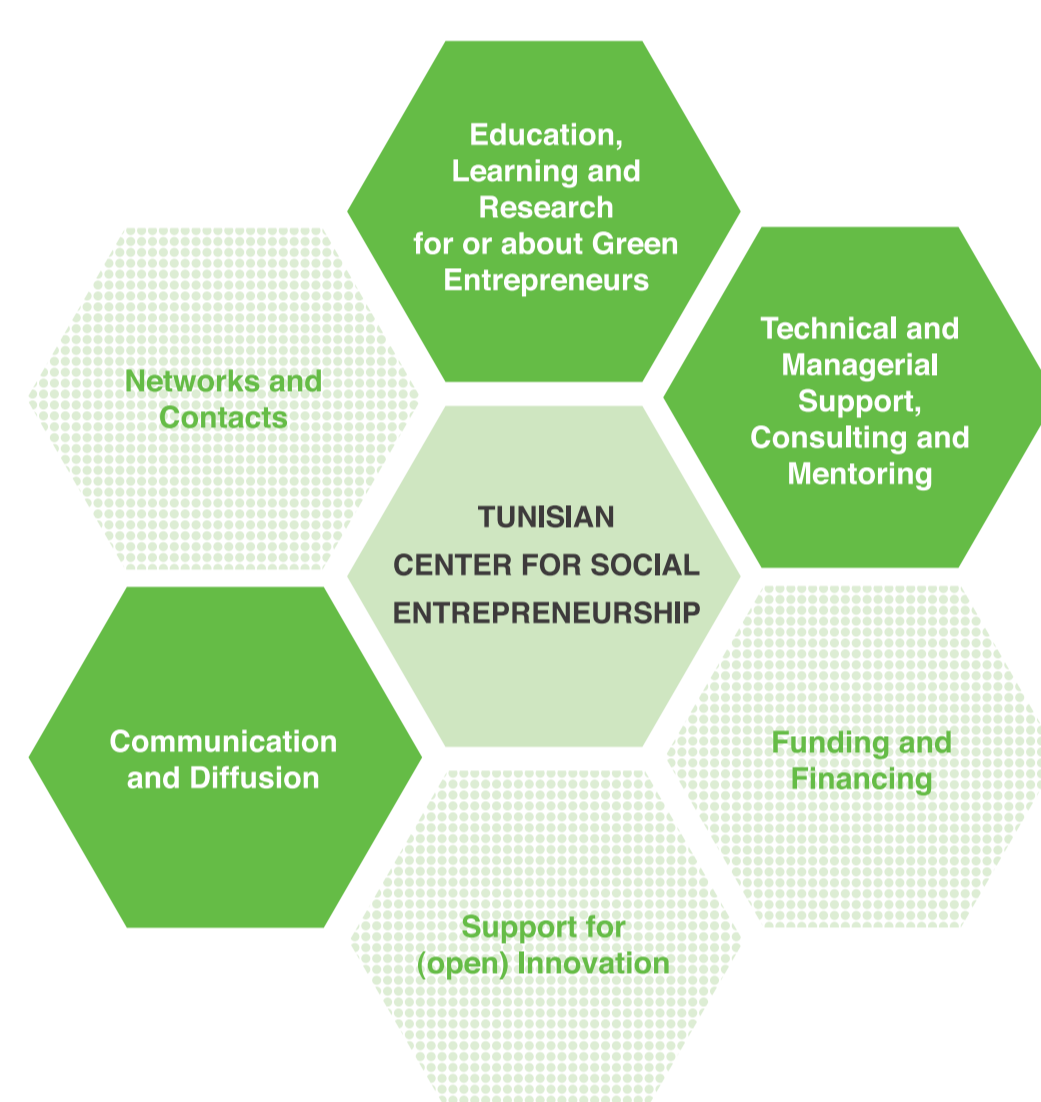 Education,
Learning and
Research
for or about Green
Entrepreneurs
Technical and
Managerial
Support,
Consulting and
Mentoring
Networks and
Contacts
TUNISIAN
CENTER FOR SOCIAL
ENTREPRENEURSHIP
Communication
and Diffusion
Funding and
Financing
Support for
(open) Innovation